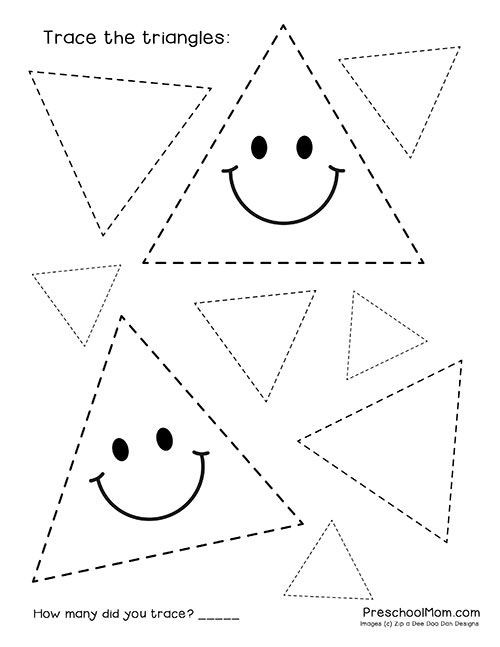 Trace the triangles:
How many did you trace? _____
PreschoolMom.com
Images (c) Zip a Dee Doo Dah Designs